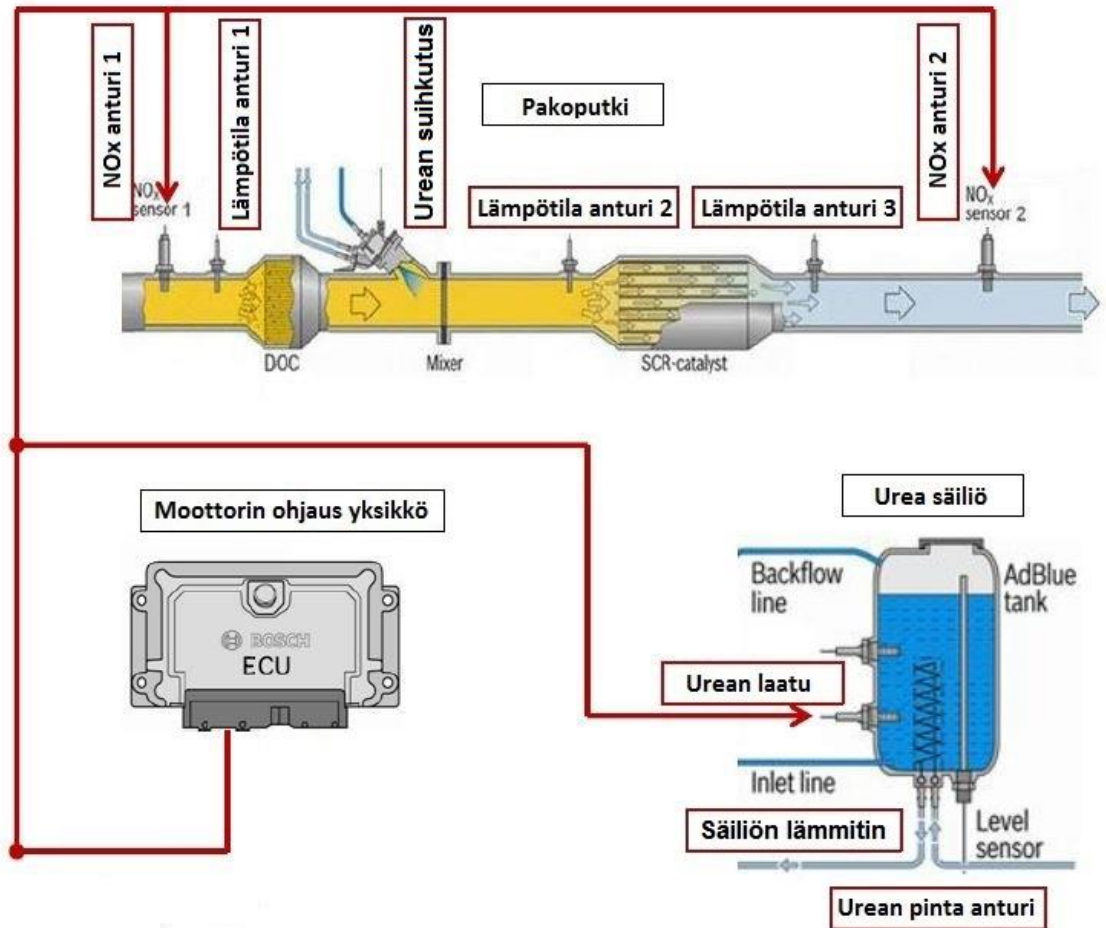 NOx anturi 1
Lämpötila anturi 1
Urean suihkutus
Pakoputki
NOx anturi 2
NOX
sensor 1
Lämpötila anturi 2
Lämpötila anturi 3
NOX
sensor 2
DOC
Mixer
SCR-catalyst
Moottorin ohjaus yksikkö
BOSCH
ECU
Urea säiliö
Backflow
line
AdBlue
tank
Urean laatu
Inlet line
Säiliön lämmitin
Level
sensor
Urean pinta anturi